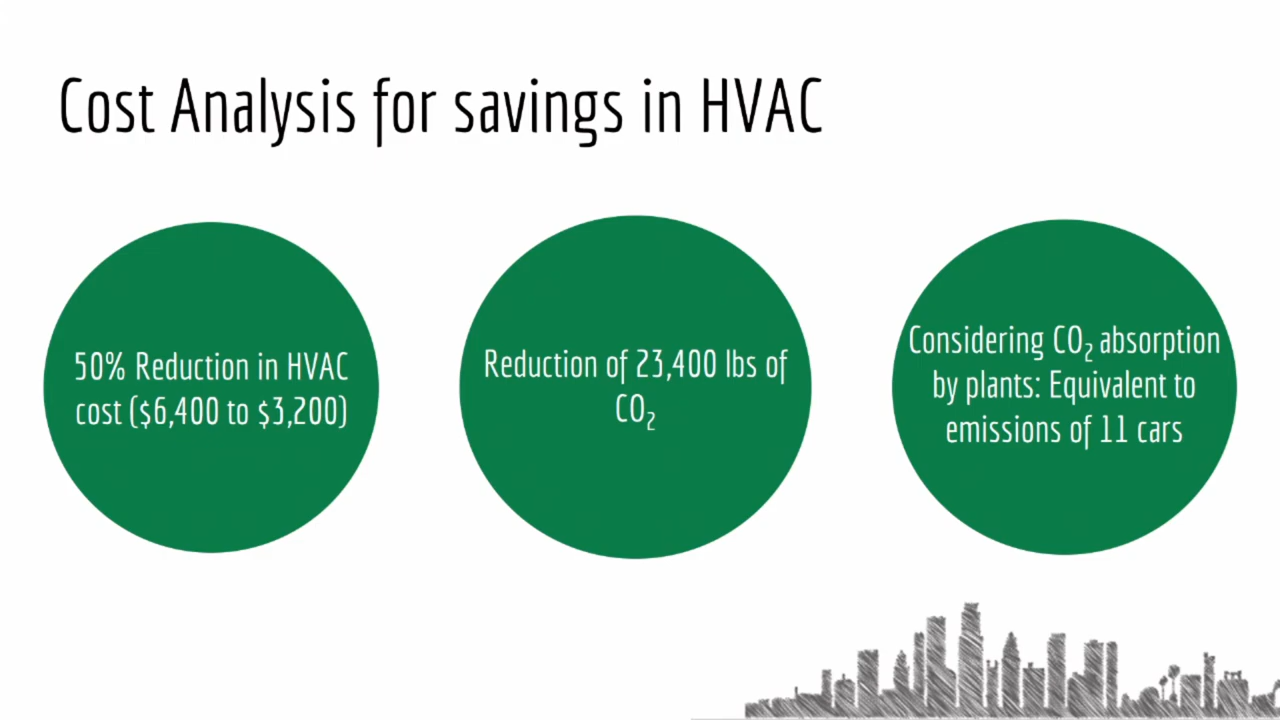 Cost Analysis for savings in HVAC
50% Reduction in HVAC
cost ($6,400 to $3,200)
Reduction of 23,400 lbs of
CO₂
Considering CO₂ absorption
by plants: Equivalent to
emissions of 11 cars